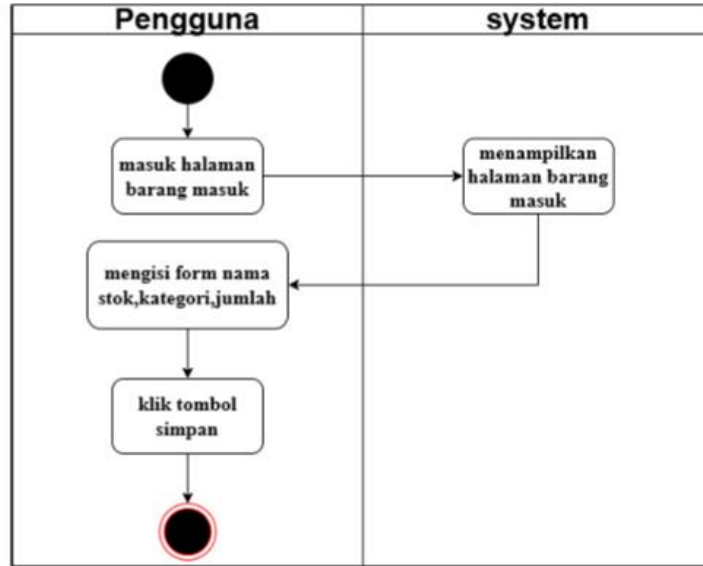 Pengguna
system
masuk halaman
barang masuk
menampilkan
halaman barang
masuk
mengisi form nama
stok,kategori,jumlah
klik tombol
simpan